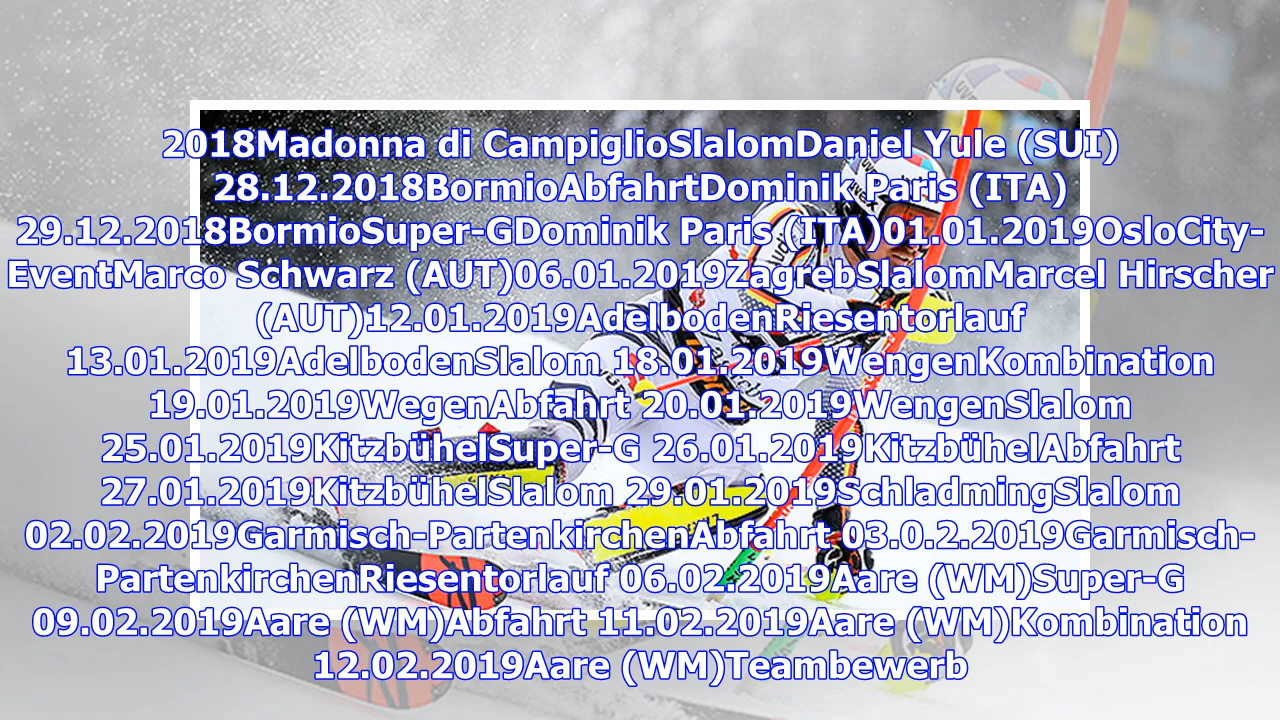 2018Madonna di CampiglioSlalomDaniel Yule (SUI)
28.12.2018BormioAbfahrtDominik Paris (ITA)
29.12.2018BormioSuper-GDominik Paris (ITA)01.01.2019OsloCity-
EventMarco Schwarz (AUT)06.01.2019ZagrebSlalomMarcel Hirscher
(AUT)12.01.2019AdelbodenRiesentorlauf
13.01.2019AdelbodenSlalom 18.01.2019WengenKombination
19.01.2019WegenAbfahrt 20.01.2019WengenSlalom
25.01.2019KitzbühelSuper-G 26.01.2019KitzbühelAbfahrt
27.01.2019KitzbühelSlalom 29.01.2019SchladmingSlalom
02.02.2019Garmisch-PartenkirchenAbfahrt 03.0.2.2019Garmisch-
PartenkirchenRiesentorlauf 06.02.2019Aare (WM)Super-G
09.02.2019Aare (WM)Abfahrt 11.02.2019Aare (WM)Kombination
12.02.2019Aare (WM)Teambewerb